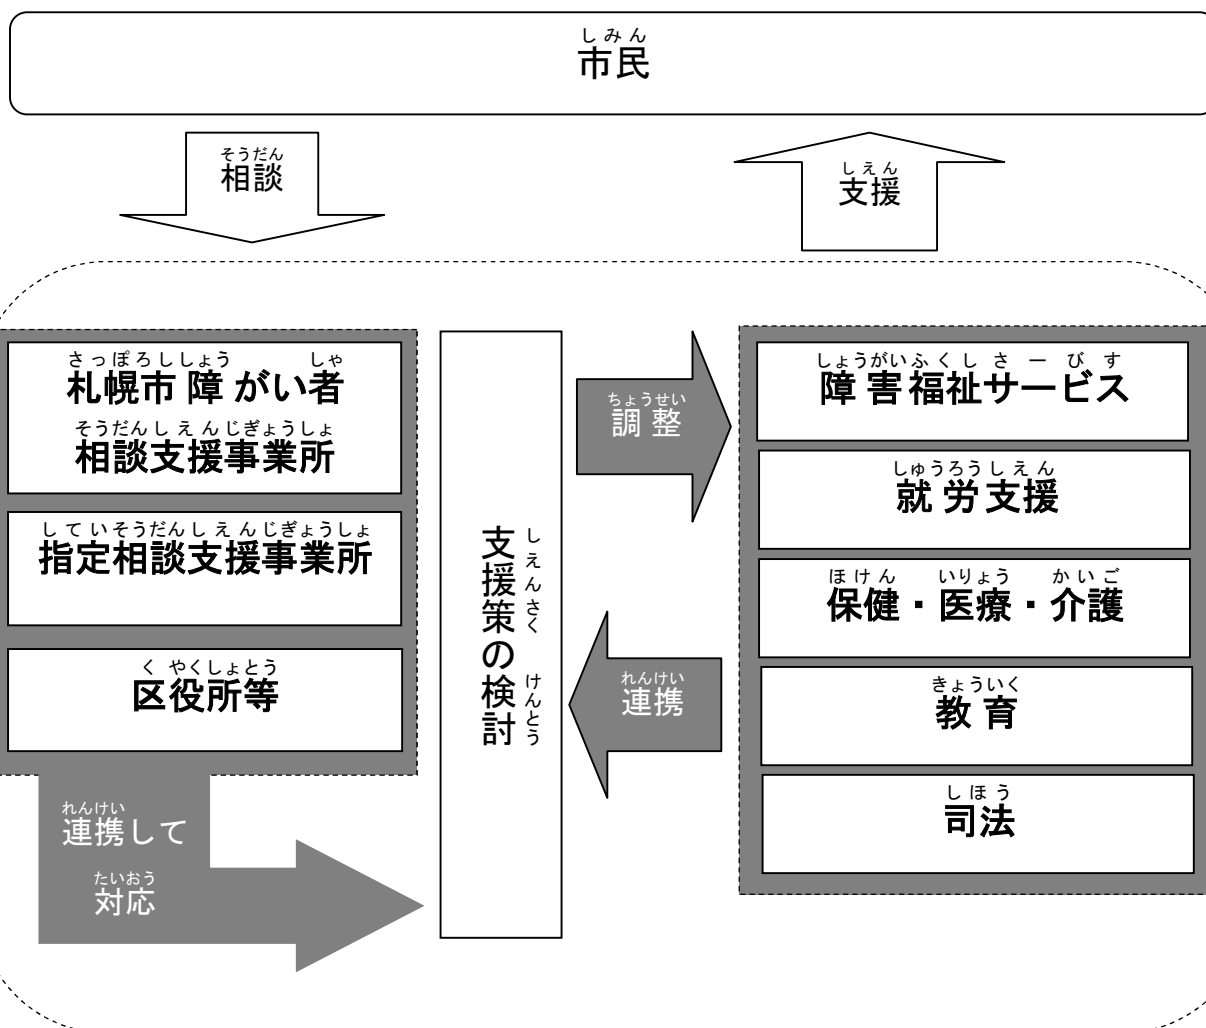 しみん
市民
そうだん
相談
しえん
支援
さっぽろししょう しゃ
札幌市障がい者
そうだんしえんじぎょうしょ
相談支援事業所
していそうだんしえんじぎょうしょ
指定相談支援事業所
くやくしょとう
区役所等
れんけい
連携して
たいおう
対応
しえんさく けんとう
支援策の検討
ちょうせい
調整
れんけい
連携
しょうがいふくしさーびす
障害福祉サービス
しゅうろうしえん
就労支援
ほけん いりょう かいご
保健・医療・介護
きょういく
教育
しほう
司法